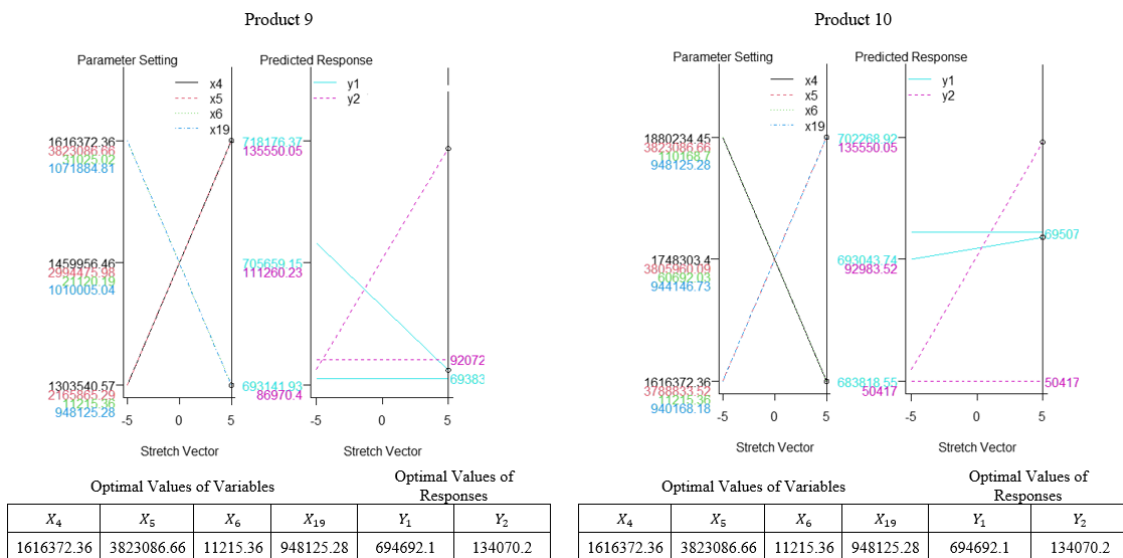 Product 9
Parameter Setting
x4
x5
x6
x19
1616372.36
3823086.66
31025.02
1071884.81
1459956.46
2994475.98
21120.19
1010005.04
1303540.57
2165865.29
11215.36
948125.28
-5 0 5
Stretch Vector
Predicted Response
y1
y2
718176.37
135550.05
705659.15
111260.23
693141.93
86970.4
92072
69383
-5 0 5
Stretch Vector
Optimal Values of Variables
Optimal Values of
Responses
X4 X5 X6 X19 Y1 Y2
1616372.36 3823086.66 11215.36 948125.28 694692.1 134070.2
Product 10
Parameter Setting
x4
x5
x6
x19
1880234.45
3823086.66
110168.7
948125.28
1748303.4
3805960.09
60692.03
944146.73
1616372.36
3788833.52
11215.36
940168.18
-5 0 5
Stretch Vector
Predicted Response
y1
y2
702268.92
135550.05
693043.74
92983.52
683818.55
50417
69507
50417
-5 0 5
Stretch Vector
Optimal Values of Variables
Optimal Values of
Responses
X4 X5 X6 X19 Y1 Y2
1616372.36 3823086.66 11215.36 948125.28 694692.1 134070.2